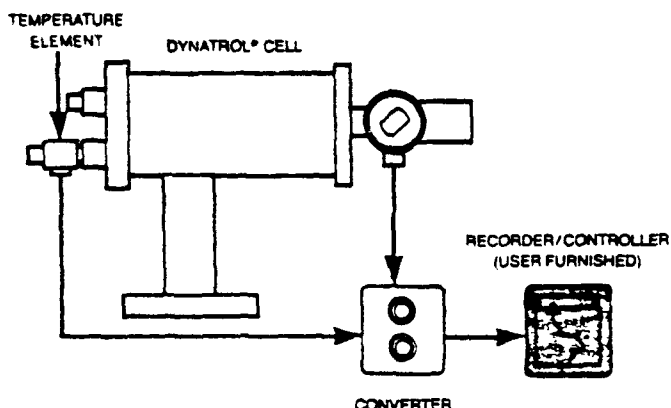 TEMPERATURE
ELEMENT
DYNATROL® CELL
RECORDER/CONTROLLER
(USER FURNISHED)
CONVERTER